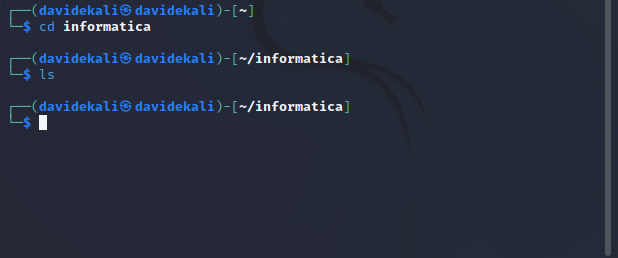 ┌──(davidekali㉿davidekali)-[~]
└─$ cd informatica
┌──(davidekali㉿davidekali)-[~/informatica]
└─$ ls
┌──(davidekali㉿davidekali)-[~/informatica]
└─$